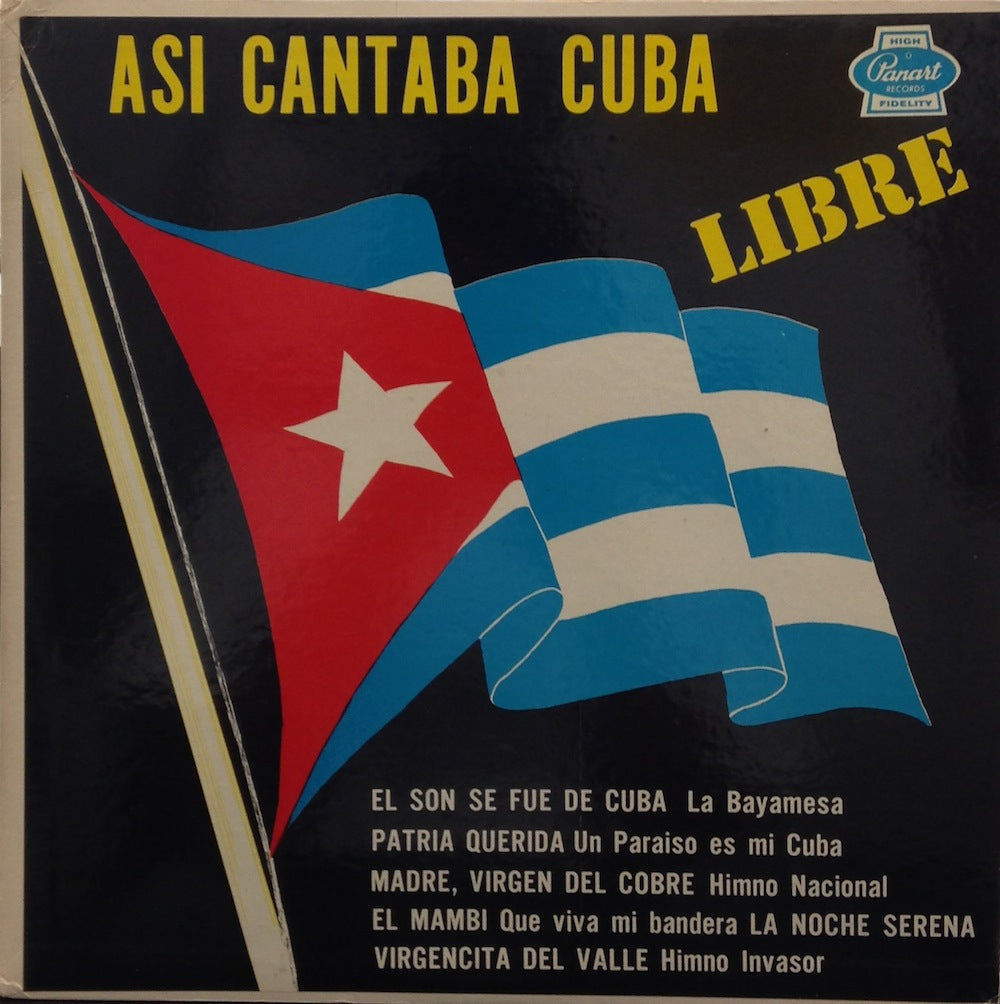 ASI CANTABA CUBA
HIGH
Panart
RECORDS
FIDELITY
LIBRE
EL SON SE FUE DE CUBA La Bayamesa
PATRIA QUERIDA Un Paraiso es mi Cuba
MADRE, VIRGEN DEL COBRE Himno Nacional
EL MAMBI Que viva mi bandera LA NOCHE SERENA
VIRGENCITA DEL VALLE Himno Invasor